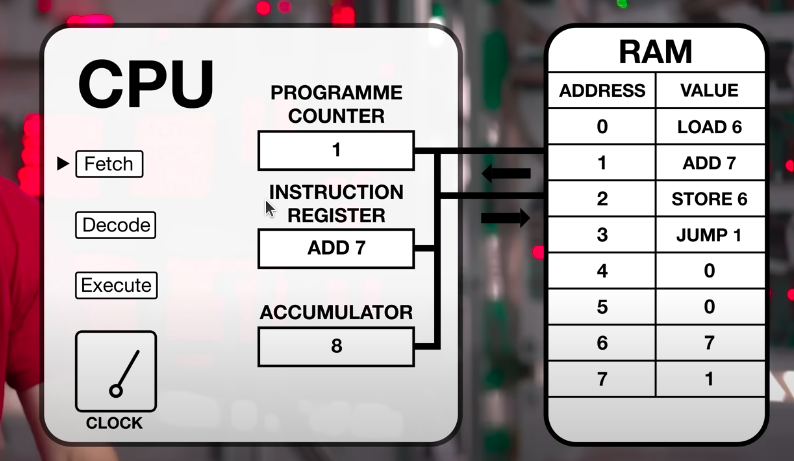 CPU
Fetch
Decode
Execute
CLOCK
PROGRAMME
COUNTER
1
INSTRUCTION
REGISTER
ADD 7
ACCUMULATOR
8
RAM
ADDRESS VALUE
0 LOAD 6
1 ADD 7
2 STORE 6
3 JUMP 1
4 0
5 0
6 7
7 1